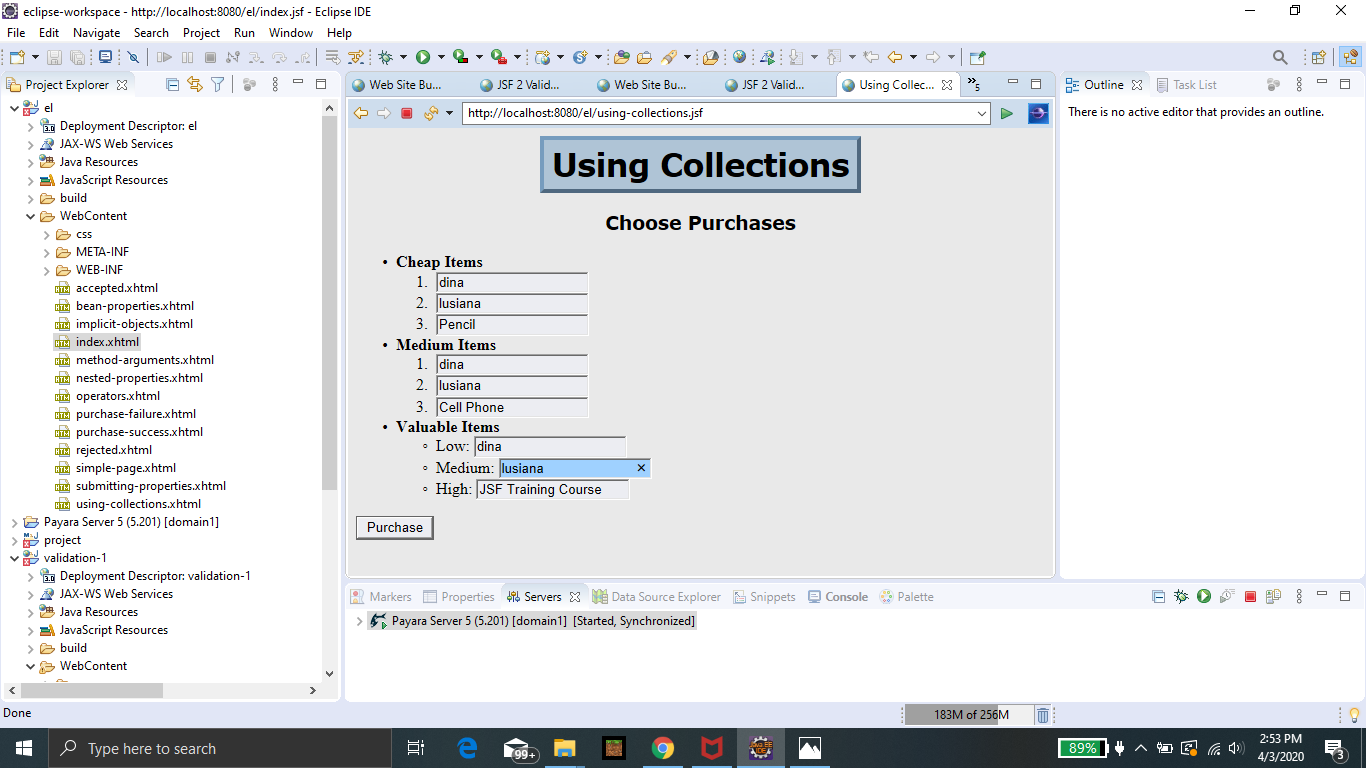 eclipse-workspace - http://localhost:8080/el/index.jsf - Eclipse IDE
File Edit Navigate Search Project Run Window Help
Project Explorer
el
Deployment Descriptor: el
JAX-WS Web Services
Java Resources
JavaScript Resources
build
WebContent
css
META-INF
WEB-INF
accepted.xhtml
bean-properties.xhtml
implicit-objects.xhtml
index.xhtml
method-arguments.xhtml
nested-properties.xhtml
operators.xhtml
purchase-failure.xhtml
purchase-success.xhtml
rejected.xhtml
simple-page.xhtml
submitting-properties.xhtml
using-collections.xhtml
Payara Server 5 (5.201) [domain1]
project
validation-1
Deployment Descriptor: validation-1
JAX-WS Web Services
Java Resources
JavaScript Resources
build
WebContent
Web Site Bu... JSF 2 Valid... Web Site Bu... JSF 2 Valid... Using Collec... »5
http://localhost:8080/el/using-collections.jsf
Using Collections
Choose Purchases
• Cheap Items
1. dina
2. lusiana
3. Pencil
• Medium Items
1. dina
2. lusiana
3. Cell Phone
• Valuable Items
Low: dina
Medium: lusiana
High: JSF Training Course
Purchase
Outline Task List
There is no active editor that provides an outline.
Markers Properties Servers Data Source Explorer Snippets Console Palette
Payara Server 5 (5.201) [domain1] [Started, Synchronized]
Done
183M of 256M
Type here to search
99+
89%
2:53 PM
4/3/2020
3